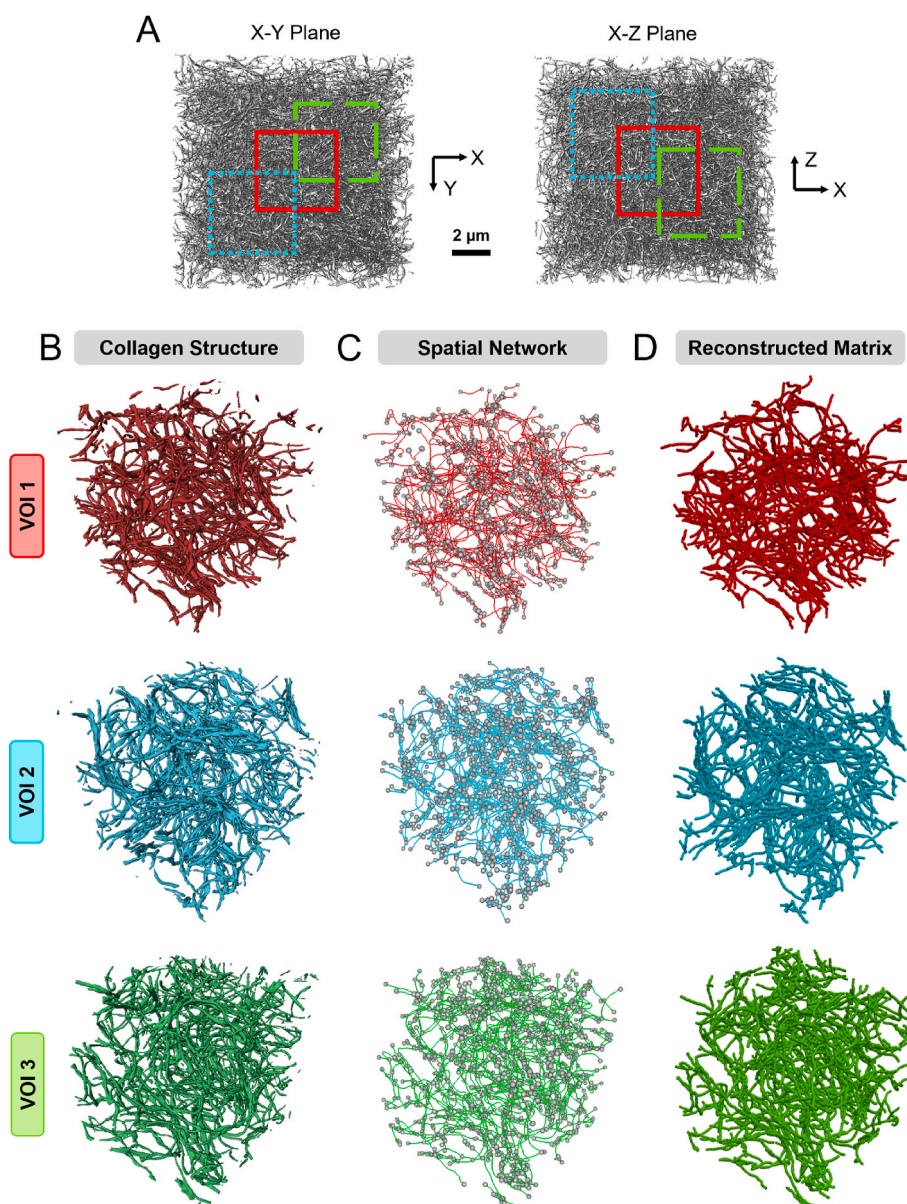 A
X-Y Plane
X-Z Plane
X
Y
Z
X
2 µm
B
Collagen Structure
C
Spatial Network
D
Reconstructed Matrix
VOI 1
VOI 2
VOI 3